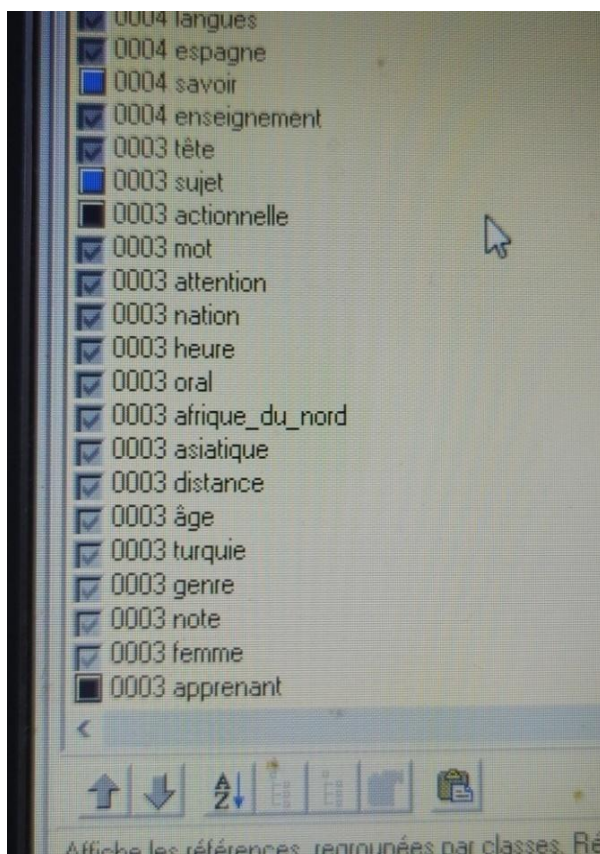 0004 langues
0004 espagne
0004 savoir
0004 enseignement
0003 tête
0003 sujet
0003 actionnelle
0003 mot
0003 attention
0003 nation
0003 heure
0003 oral
0003 afrique_du_nord
0003 asiatique
0003 distance
0003 âge
0003 turquie
0003 genre
0003 note
0003 femme
0003 apprenant
A
Z
Affiche les références, regroupées par classes. Ré